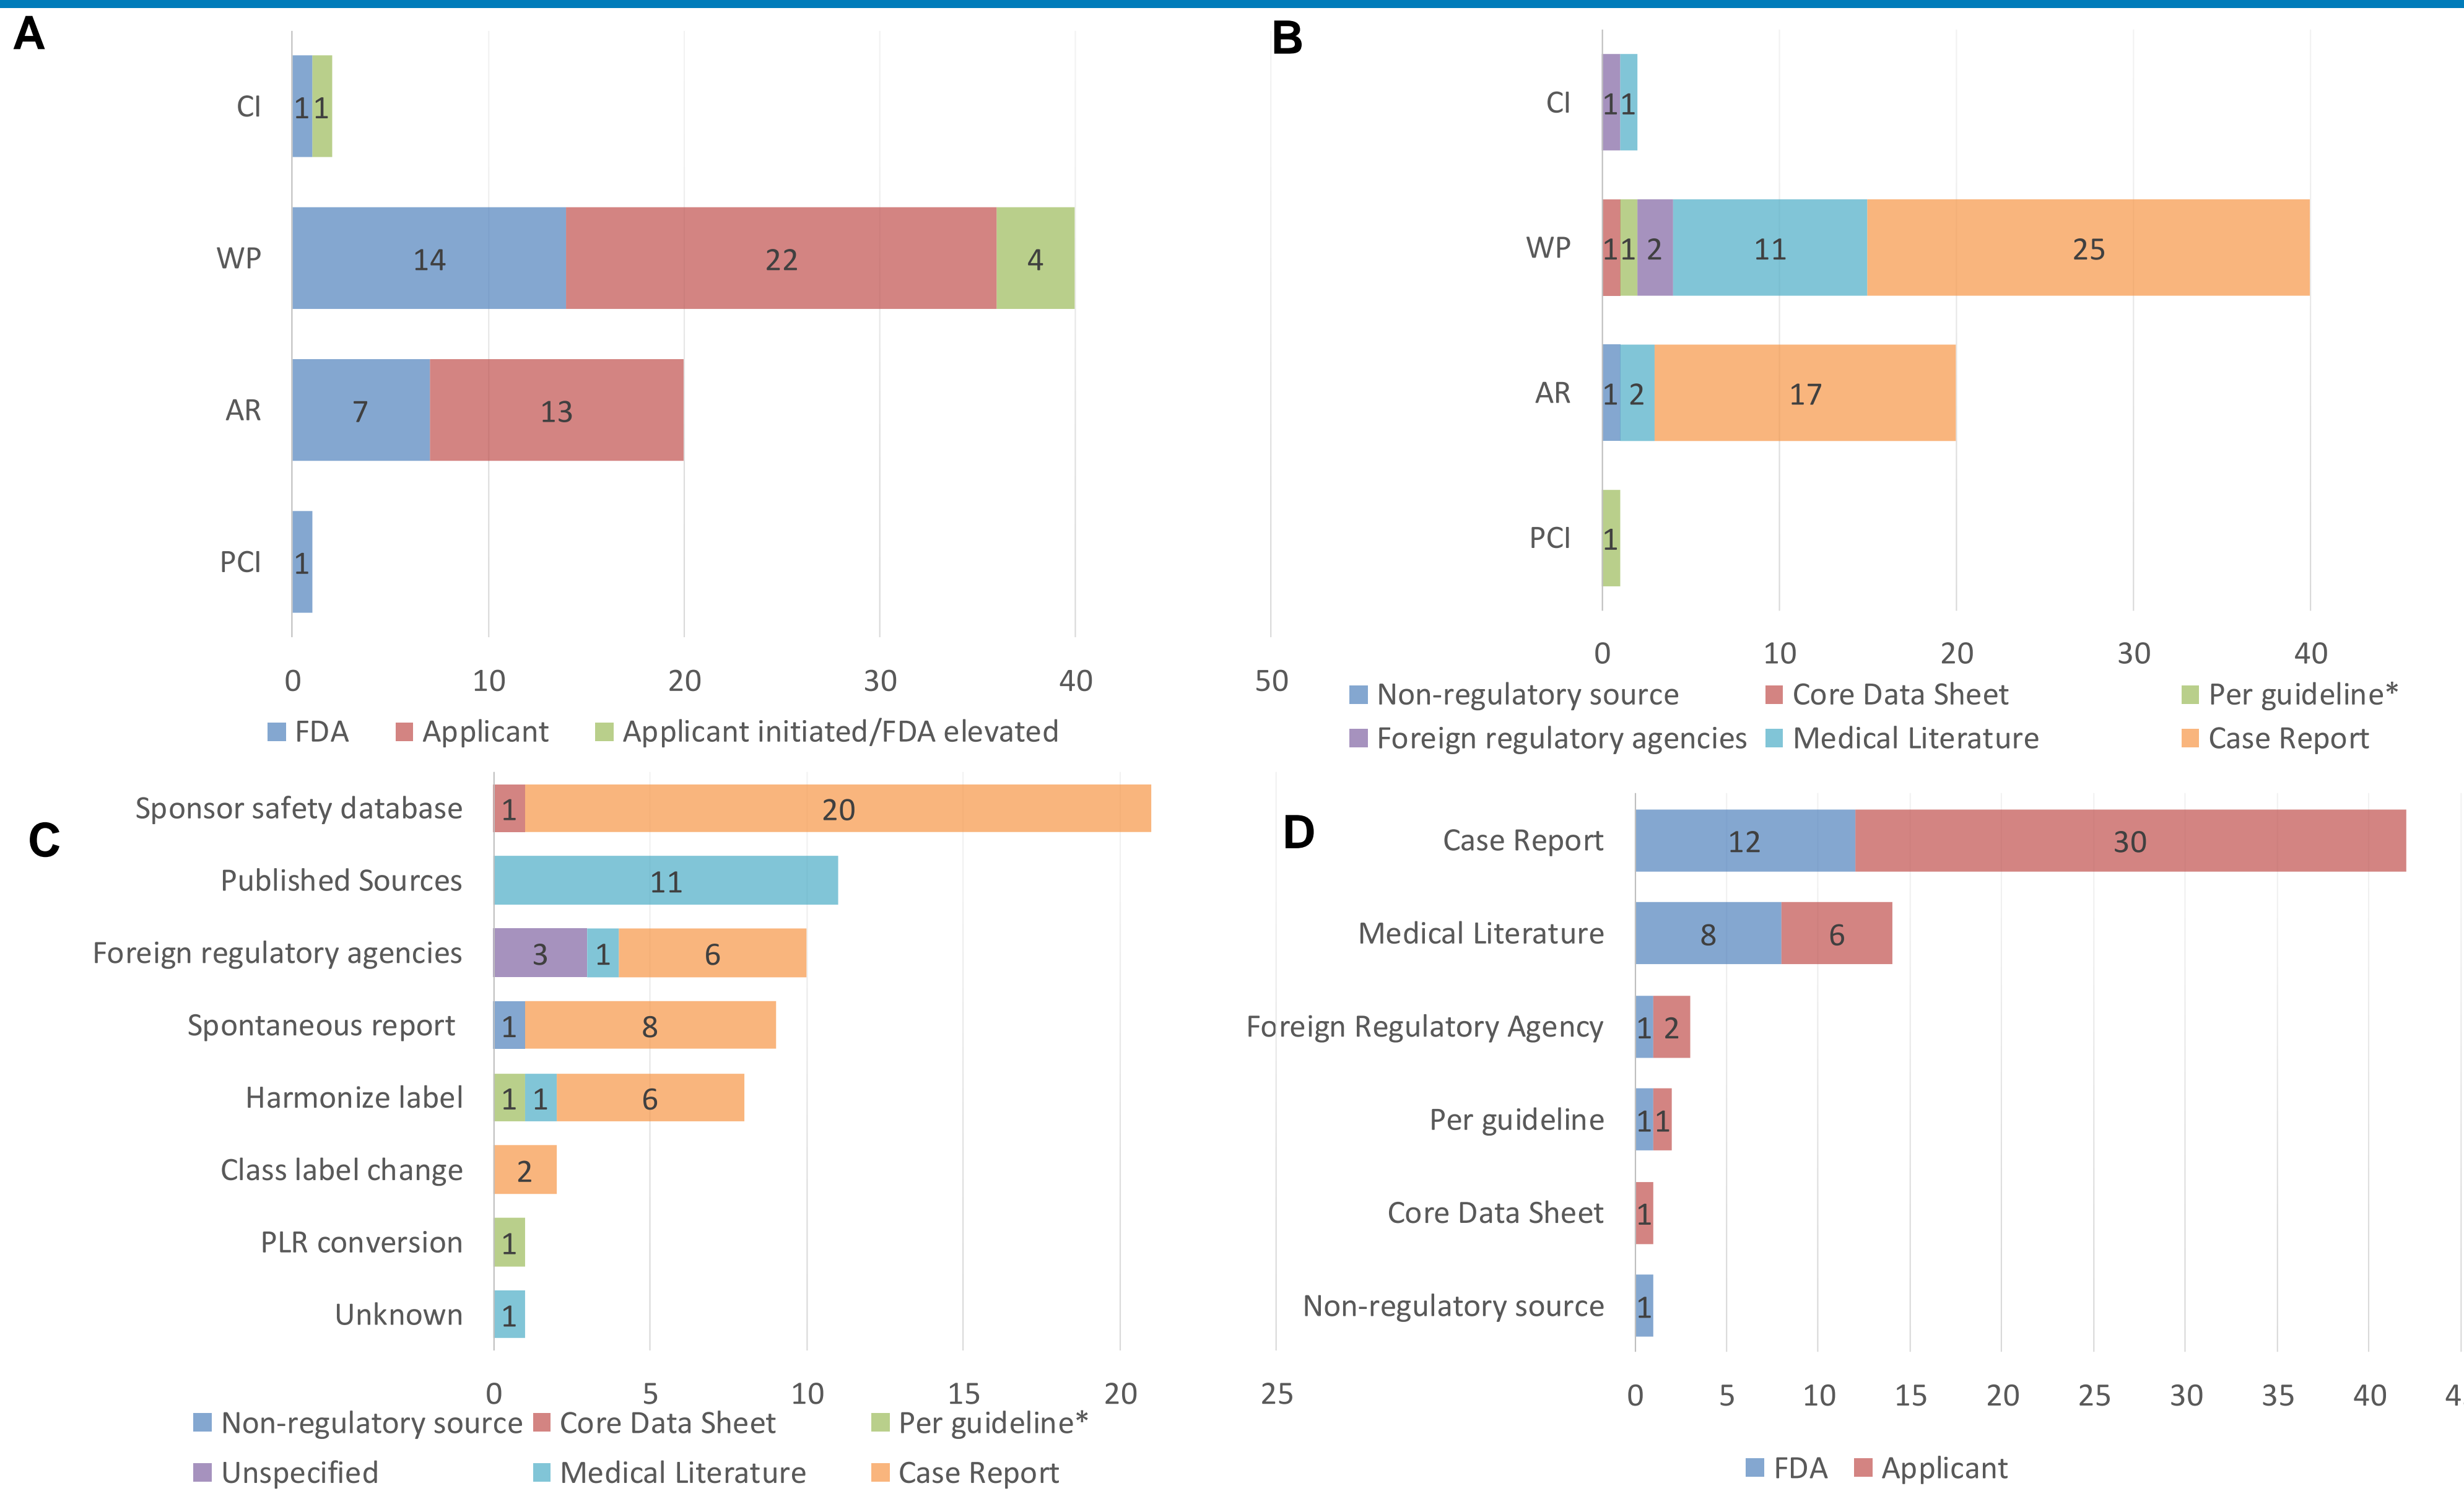 A
CI
1 1
WP
14 22 4
AR
7 13
PCI
1
0 10 20 30 40 50
FDA Applicant Applicant initiated/FDA elevated
B
CI
1 1
WP
1 1 2 11 25
AR
1 2 17
PCI
1
0 10 20 30 40
Non-regulatory source Core Data Sheet Per guideline*
Foreign regulatory agencies Medical Literature Case Report
C
Sponsor safety database 1 20
Published Sources 11
Foreign regulatory agencies 3 1 6
Spontaneous report 1 8
Harmonize label 1 1 6
Class label change 2
PLR conversion 1
Unknown 1
0 5 10 15 20 25
Non-regulatory source Core Data Sheet Per guideline*
Unspecified Medical Literature Case Report
D
Case Report 12 30
Medical Literature 8 6
Foreign Regulatory Agency 1 2
Per guideline 1 1
Core Data Sheet 1
Non-regulatory source 1
0 5 10 15 20 25 30 35 40 4
FDA Applicant